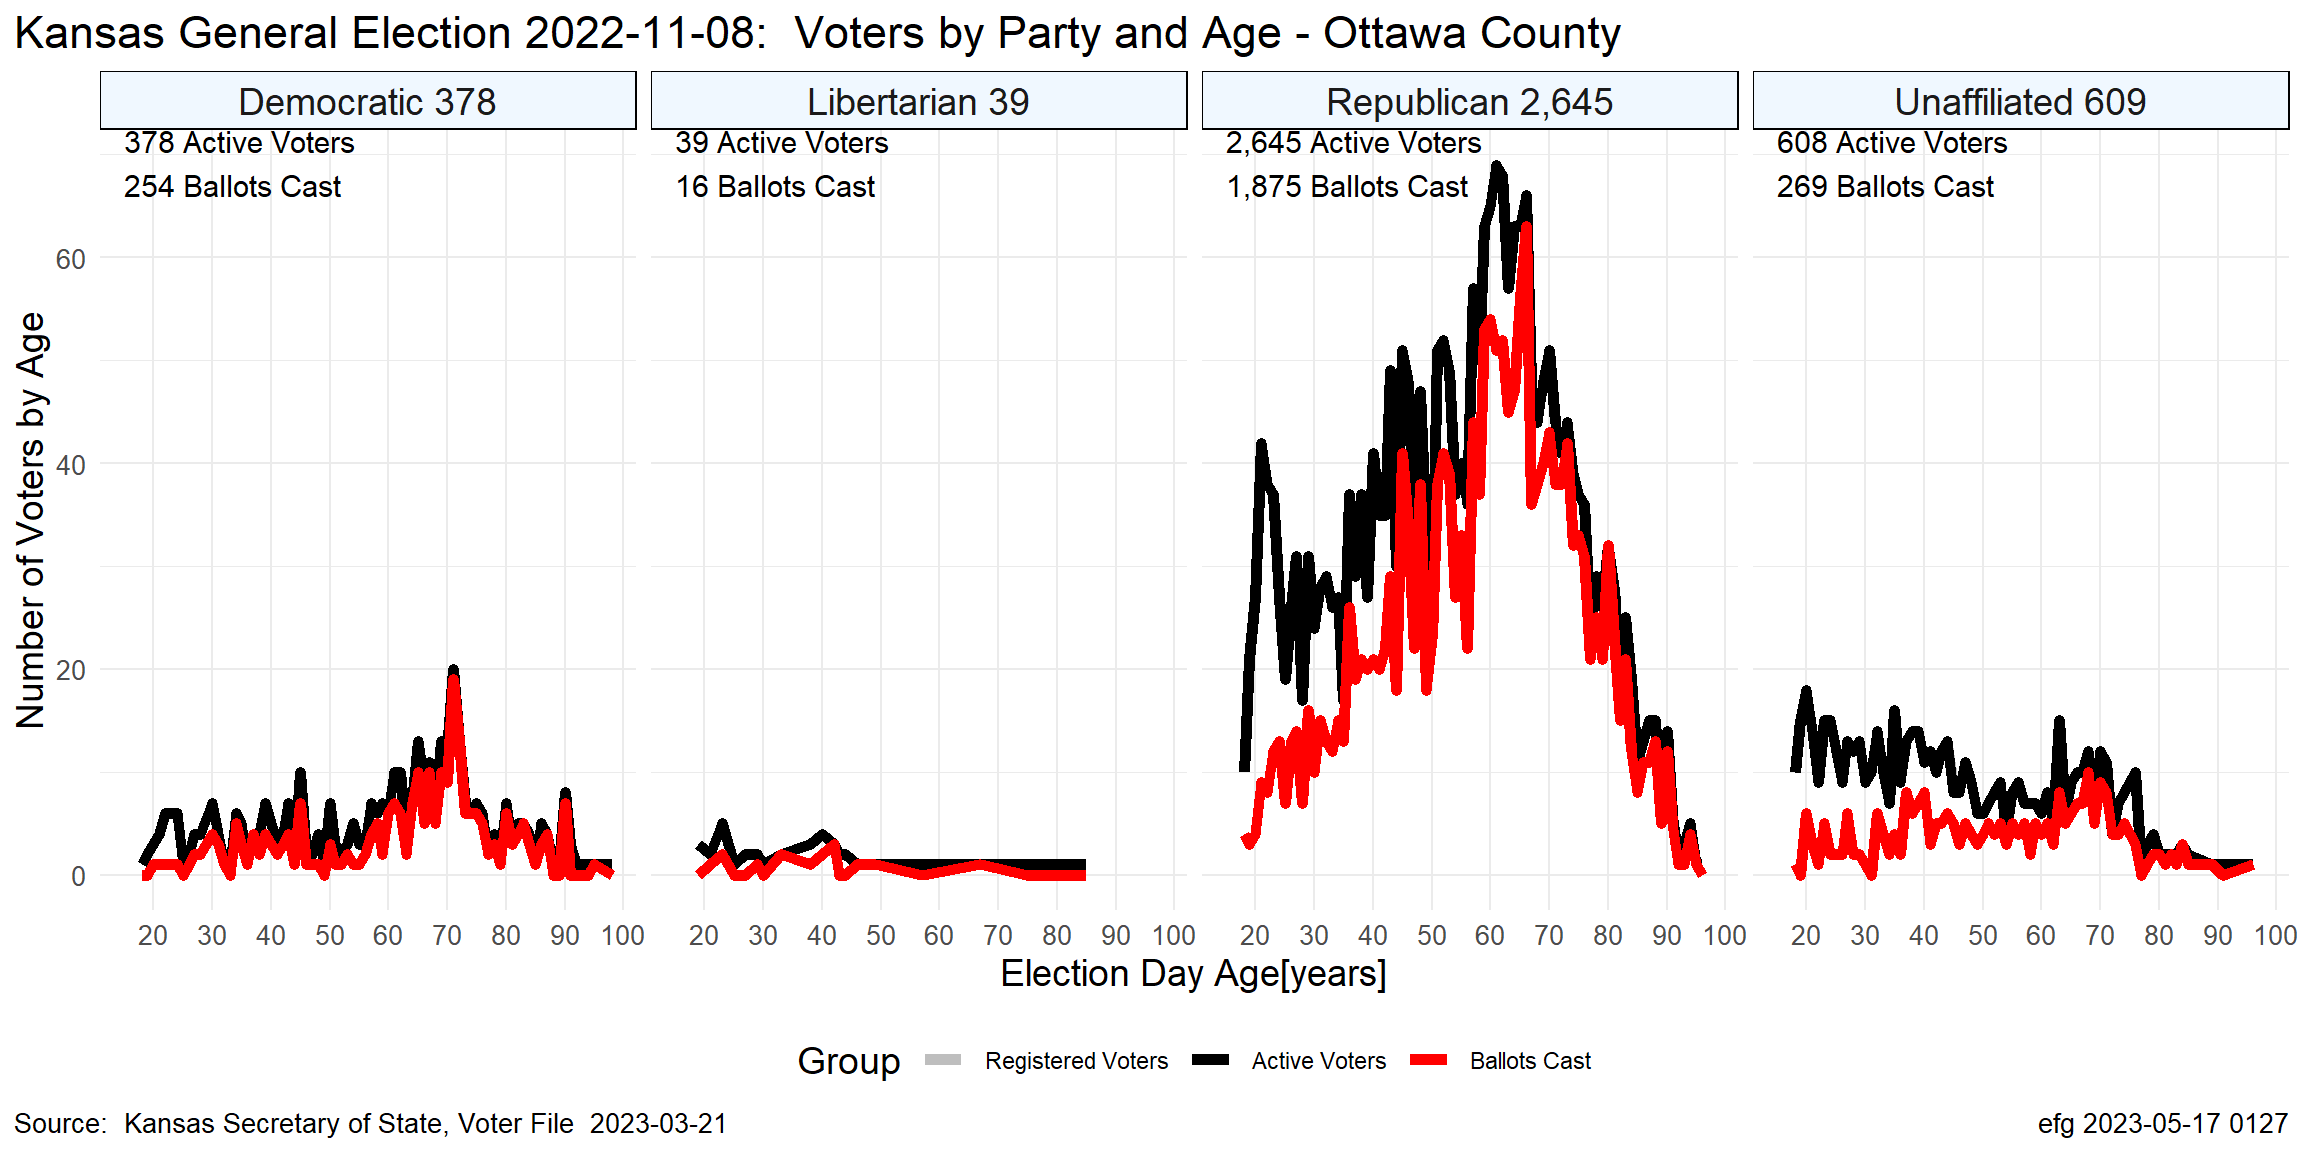 Kansas General Election 2022-11-08:  Voters by Party and Age - Ottawa County
Democratic 378
Libertarian 39
Republican 2,645
Unaffiliated 609
378 Active Voters
254 Ballots Cast
39 Active Voters
16 Ballots Cast
2,645 Active Voters
1,875 Ballots Cast
608 Active Voters
269 Ballots Cast
Number of Voters by Age
60
40
20
0
20 30 40 50 60 70 80 90 100
20 30 40 50 60 70 80 90 100
20 30 40 50 60 70 80 90 100
20 30 40 50 60 70 80 90 100
Election Day Age[years]
Group Registered Voters Active Voters Ballots Cast
Source:  Kansas Secretary of State, Voter File  2023-03-21
efg 2023-05-17 0127